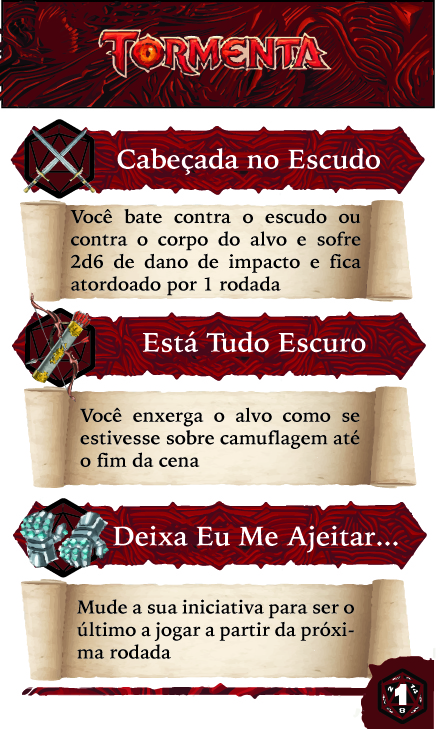 TORMENTA
Cabeçada no Escudo
Você bate contra o escudo ou
contra o corpo do alvo e sofre
2d6 de dano de impacto e fica
atordoado por 1 rodada
Está Tudo Escuro
Você enxerga o alvo como se
estivesse sobre camuflagem até
o fim da cena
Deixa Eu Me Ajeitar...
Mude a sua iniciativa para ser o
último a jogar a partir da próxi-
ma rodada
1